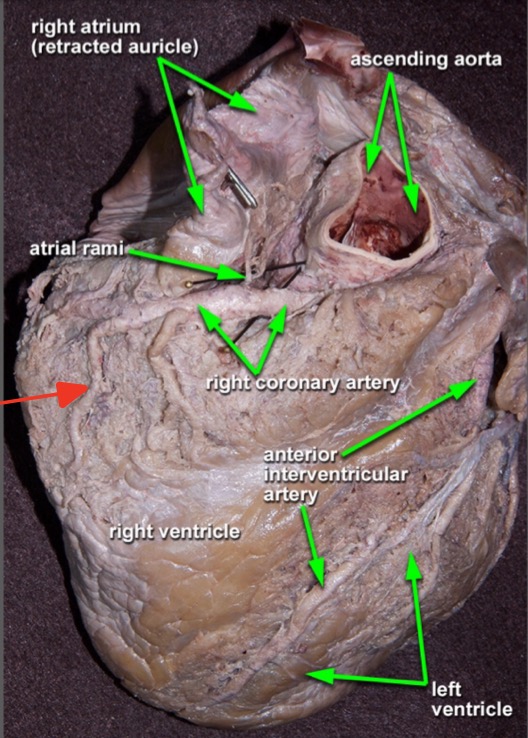 right atrium
(retracted auricle)
ascending aorta
atrial rami
right coronary artery
anterior
interventricular
artery
right ventricle
left
ventricle